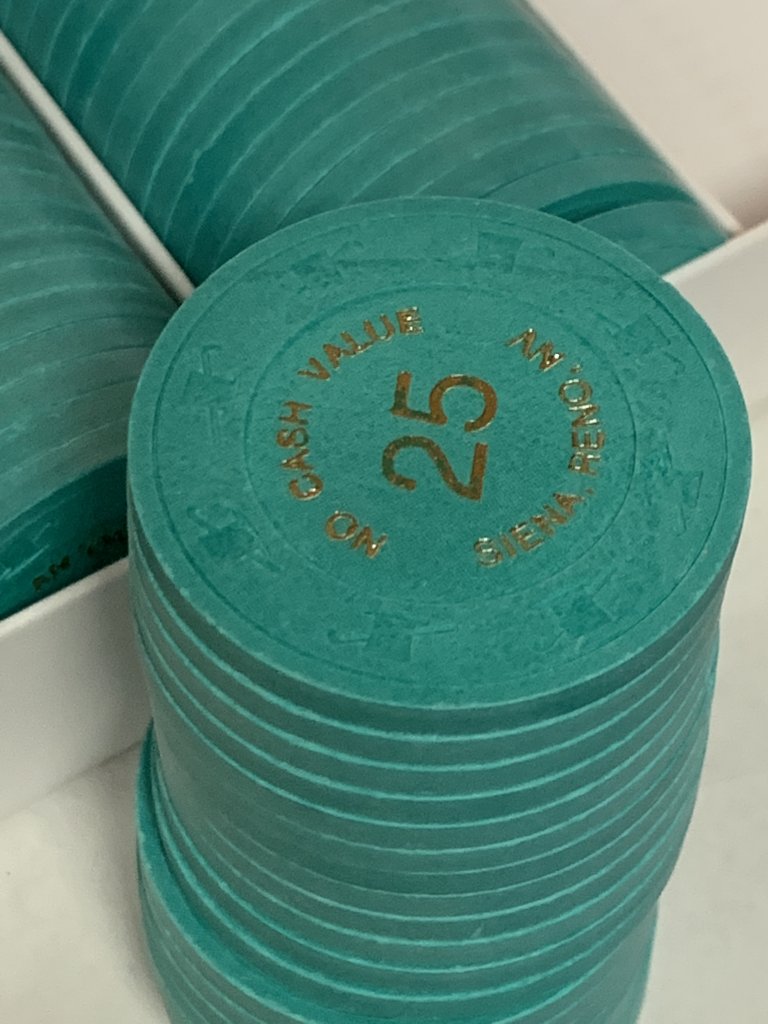 NO CASH VALUE
25
SIENA, RENO, NV